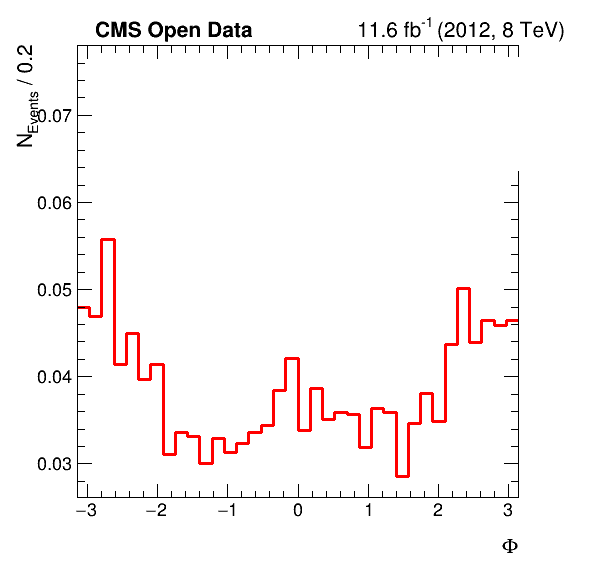 CMS Open Data
11.6 fb-1 (2012, 8 TeV)
NEvents / 0.2
0.07
0.06
0.05
0.04
0.03
−3 −2 −1 0 1 2 3
Φ